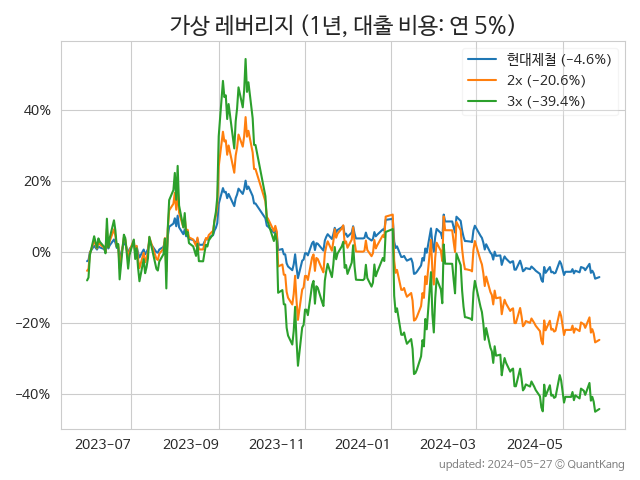 가상 레버리지 (1년, 대출 비용: 연 5%)
현대제철 (−4.6%)
2x (−20.6%)
3x (−39.4%)
40%
20%
0%
−20%
−40%
2023-07 2023-09 2023-11 2024-01 2024-03 2024-05
updated: 2024-05-27 © QuantKang